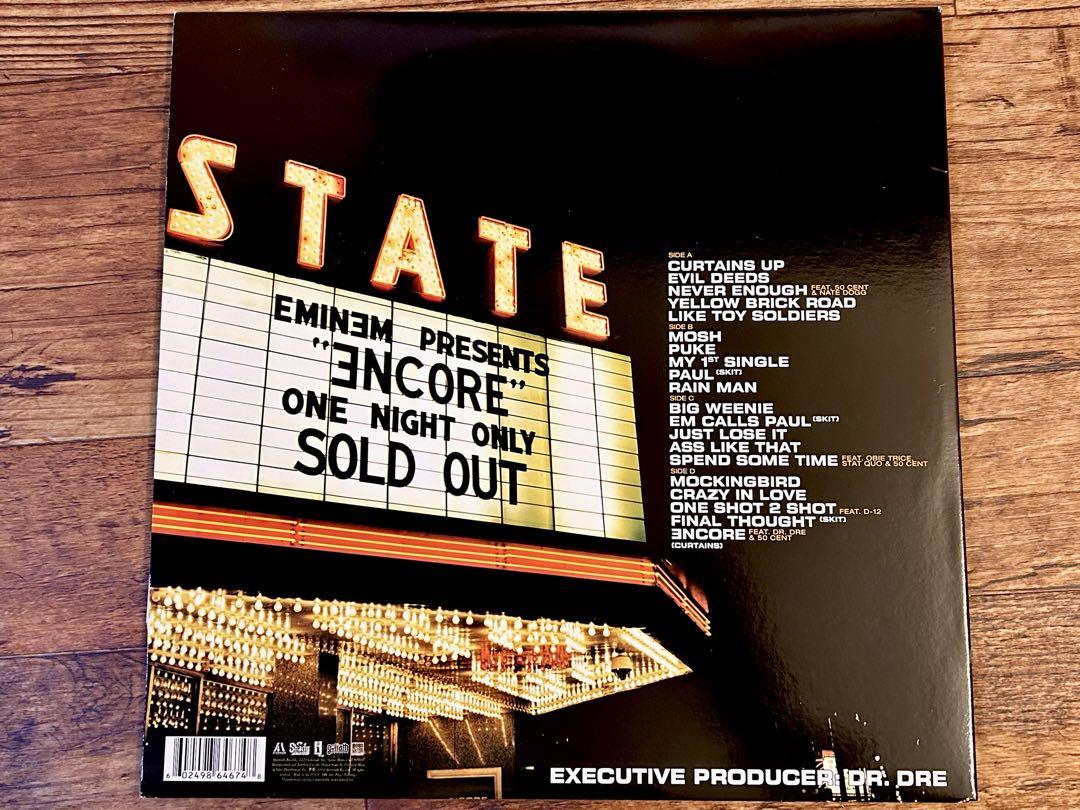 STATE
EMINƎM PRESENTS
"ƎNCORE"
ONE NIGHT ONLY
SOLD OUT
SIDE A
CURTAINS UP
EVIL DEEDS
NEVER ENOUGH FEAT. 50 CENT & NATE DOGG
YELLOW BRICK ROAD
LIKE TOY SOLDIERS
SIDE B
MOSH
PUKE
MY 1ST SINGLE
PAUL (SKIT)
RAIN MAN
SIDE C
BIG WEENIE
EM CALLS PAUL (SKIT)
JUST LOSE IT
ASS LIKE THAT
SPEND SOME TIME FEAT. OBIE TRICE, STAT QUO & 50 CENT
SIDE D
MOCKINGBIRD
CRAZY IN LOVE
ONE SHOT 2 SHOT FEAT. D-12
FINAL THOUGHT (SKIT)
ƎNCORE FEAT. DR. DRE & 50 CENT
(CURTAINS)
6 02498 64674 8
Shady
EXECUTIVE PRODUCER: DR. DRE